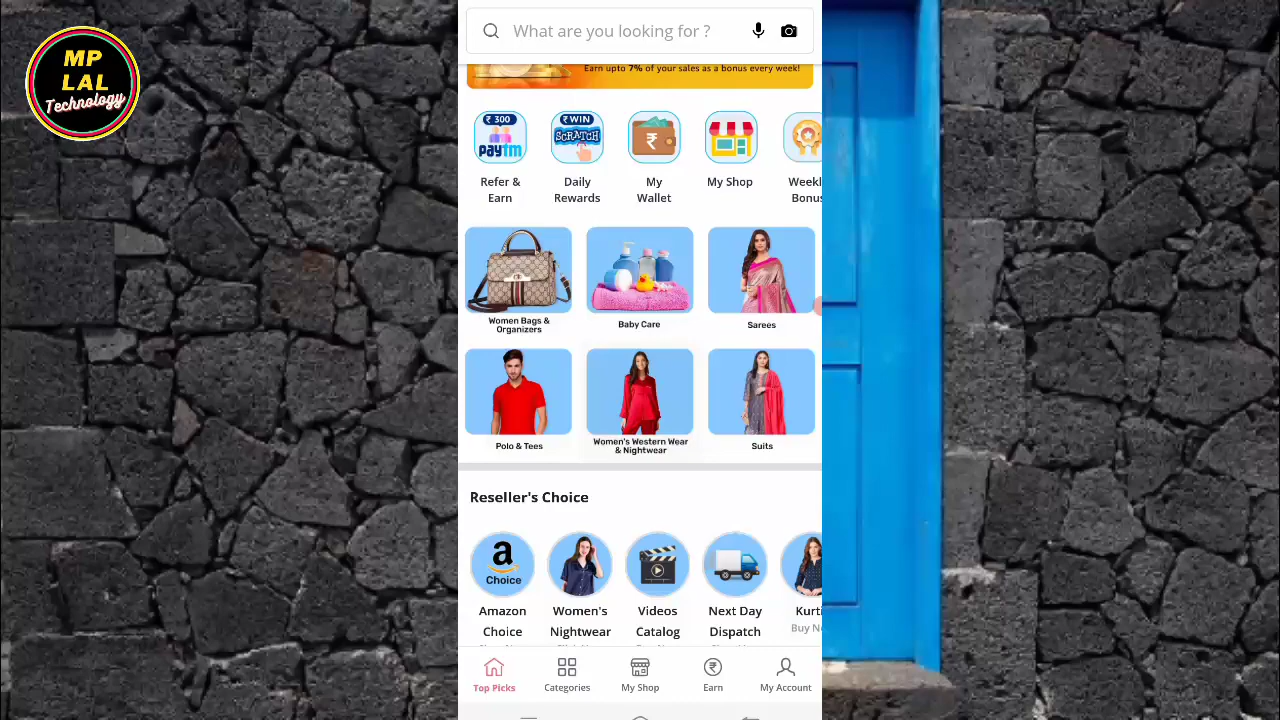 MP
LAL
Technology
What are you looking for ?
Earn upto 7% of your sales as a bonus every week!
₹ 300
paytm
₹ WIN
SCRATCH
₹
Refer &
Earn
Daily
Rewards
My
Wallet
My Shop
Weekl
Bonus
Women Bags &
Organizers
Baby Care
Sarees
Polo & Tees
Women's Western Wear
& Nightwear
Suits
Reseller's Choice
a
Choice
Amazon
Choice
Women's
Nightwear
Videos
Catalog
Next Day
Dispatch
Kurti
Buy No
Top Picks
Categories
My Shop
₹
Earn
My Account